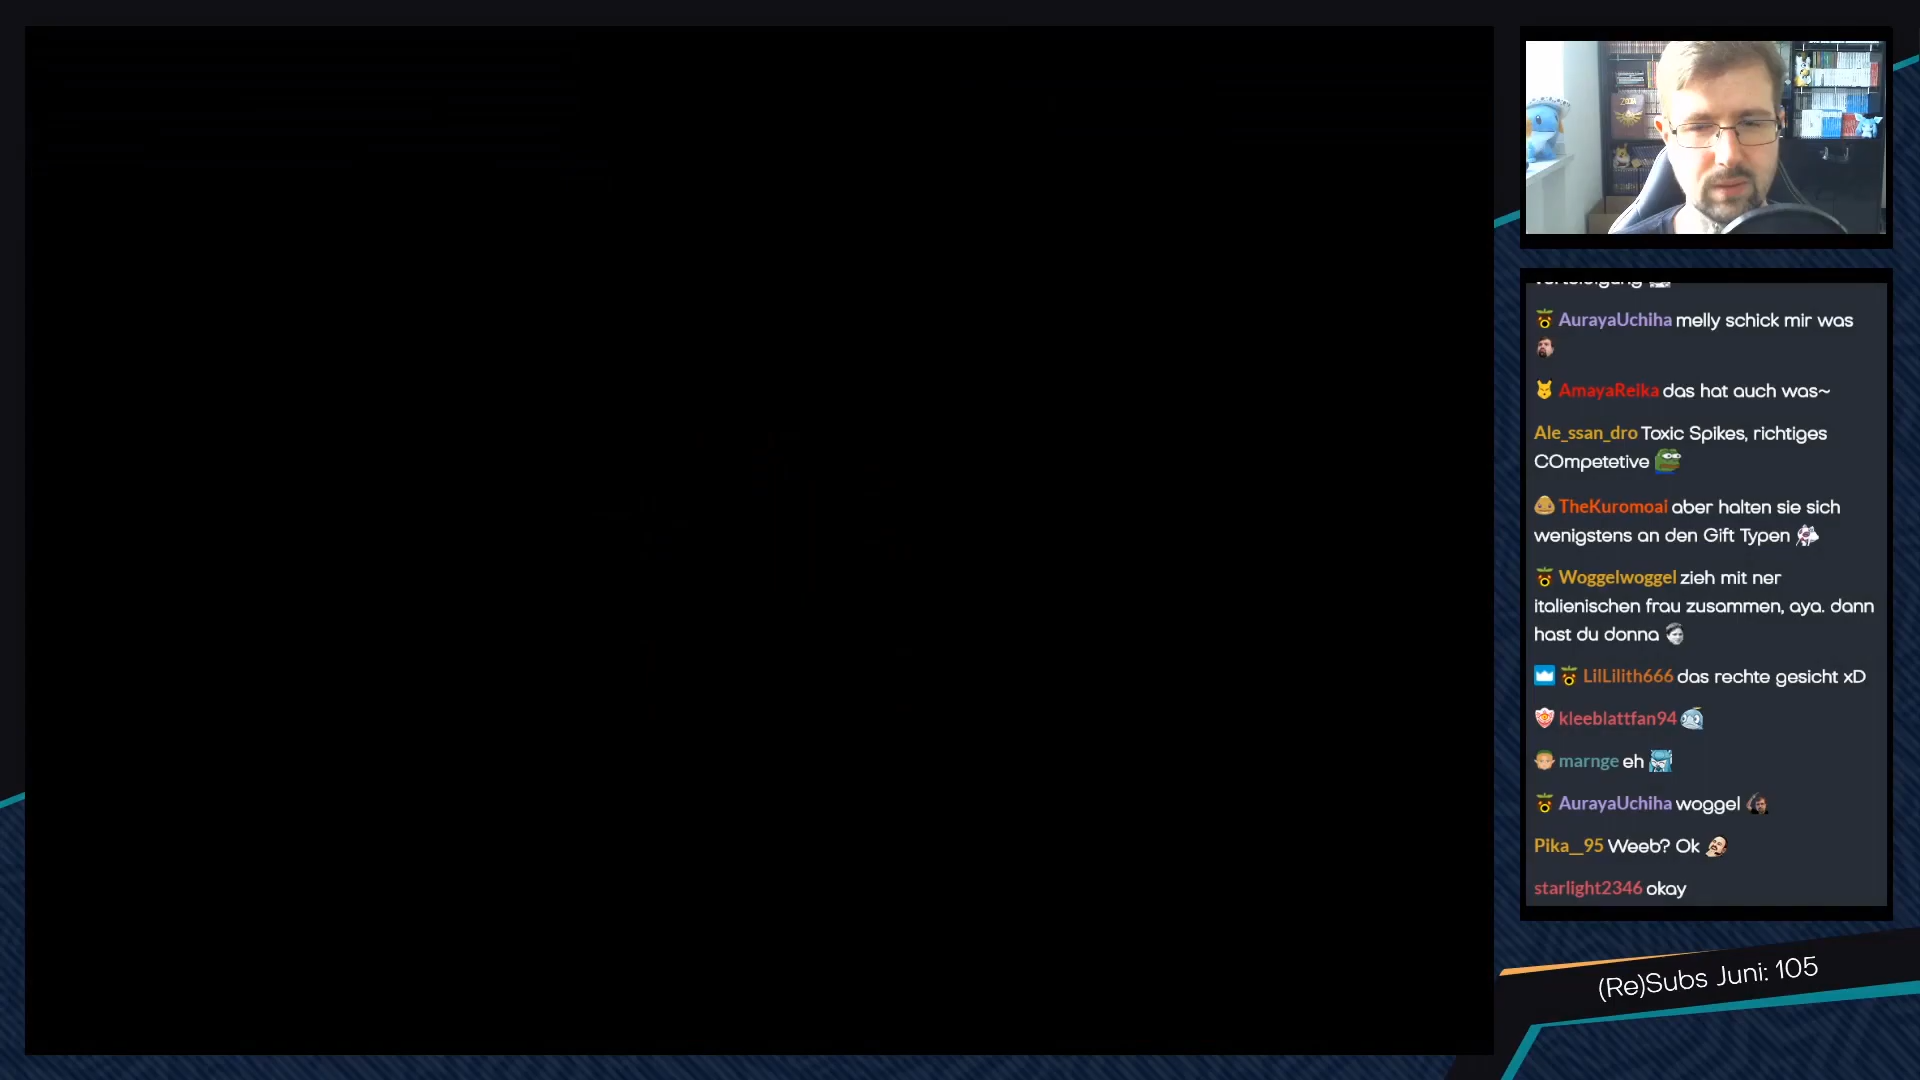 AurayaUchiha melly schick mir was
AmayaReika das hat auch was~
Ale_ssan_dro Toxic Spikes, richtiges
COmpetetive
TheKuromoai aber halten sie sich
wenigstens an den Gift Typen
Woggelwoggel zieh mit ner
italienischen frau zusammen, aya. dann
hast du donna
LilLilith666 das rechte gesicht xD
kleeblattfan94
marnge eh
AurayaUchiha woggel
Pika__95 Weeb? Ok
starlight2346 okay
(Re)Subs Juni: 105